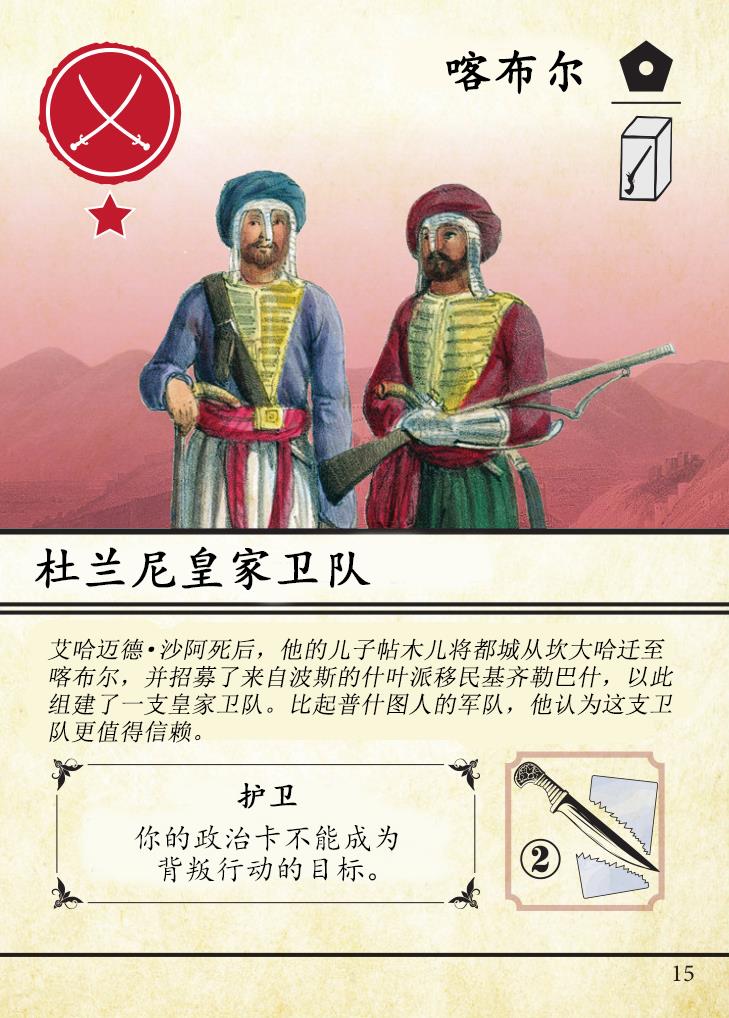 喀布尔
杜兰尼皇家卫队
艾哈迈德•沙阿死后，他的儿子帖木儿将都城从坎大哈迁至
喀布尔，并招募了来自波斯的什叶派移民基齐勒巴什，以此
组建了一支皇家卫队。比起普什图人的军队，他认为这支卫
队更值得信赖。
护卫
你的政治卡不能成为
背叛行动的目标。
2
15